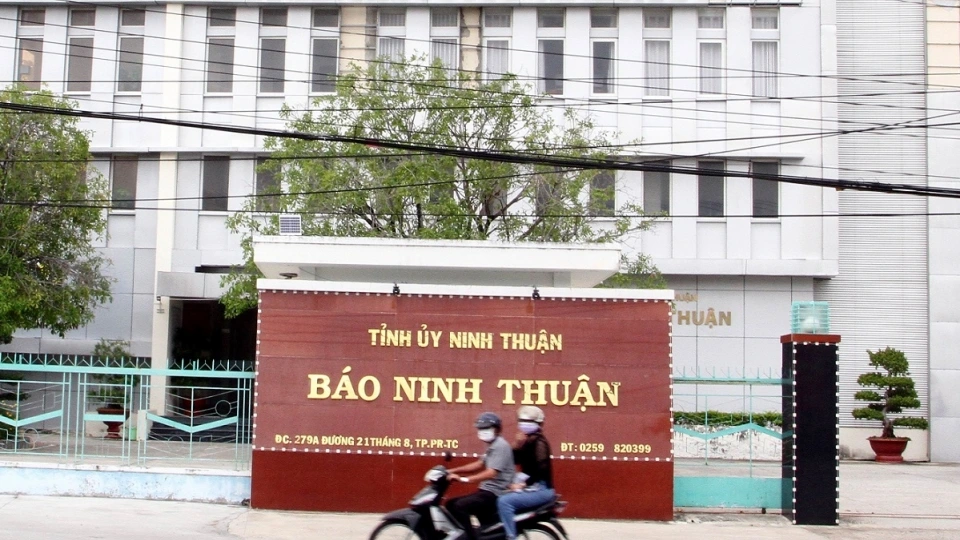 TỈNH ỦY NINH THUẬN
BÁO NINH THUẬN
ĐC. 279A ĐƯỜNG 21 THÁNG 8, TP.PR-TC
ĐT: 0259 820399
HUẬN